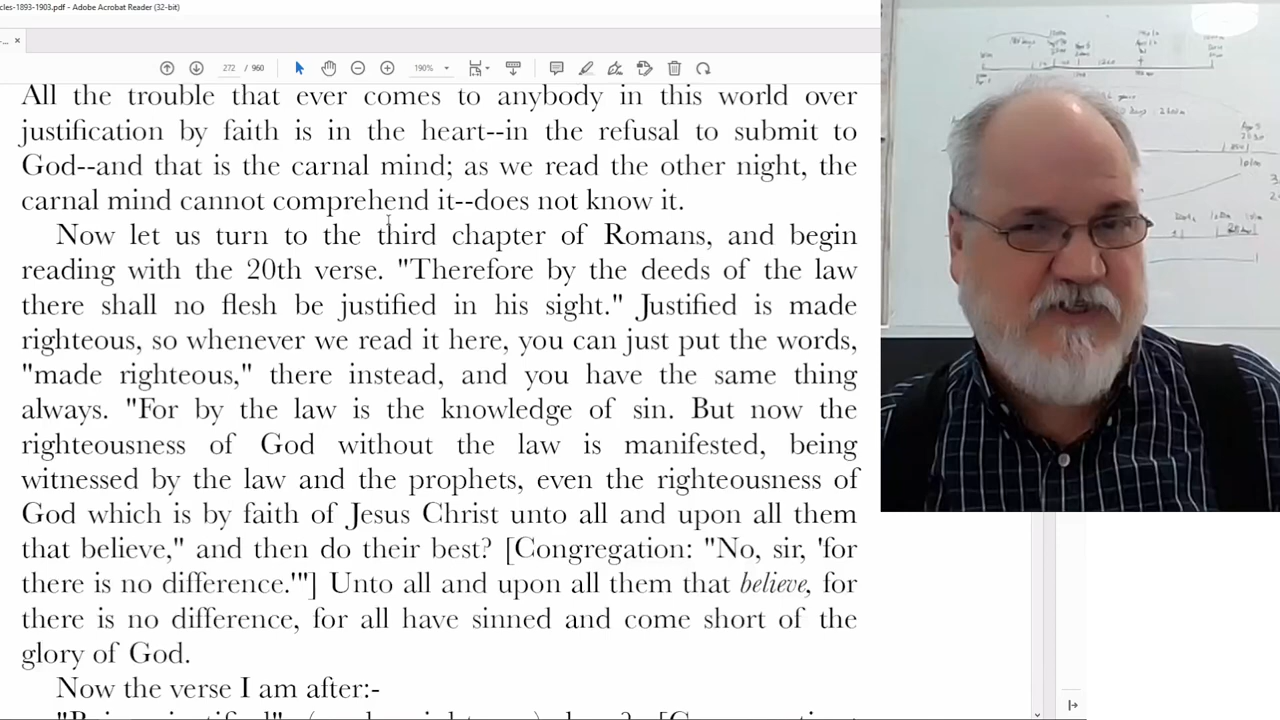 cles-1893-1903.pdf - Adobe Acrobat Reader (32-bit)
272 / 960
190%
All the trouble that ever comes to anybody in this world over
justification by faith is in the heart--in the refusal to submit to
God--and that is the carnal mind; as we read the other night, the
carnal mind cannot comprehend it--does not know it.
Now let us turn to the third chapter of Romans, and begin
reading with the 20th verse. "Therefore by the deeds of the law
there shall no flesh be justified in his sight." Justified is made
righteous, so whenever we read it here, you can just put the words,
"made righteous," there instead, and you have the same thing
always. "For by the law is the knowledge of sin. But now the
righteousness of God without the law is manifested, being
witnessed by the law and the prophets, even the righteousness of
God which is by faith of Jesus Christ unto all and upon all them
that believe," and then do their best? [Congregation: "No, sir, 'for
there is no difference.'"] Unto all and upon all them that believe, for
there is no difference, for all have sinned and come short of the
glory of God.
Now the verse I am after:-